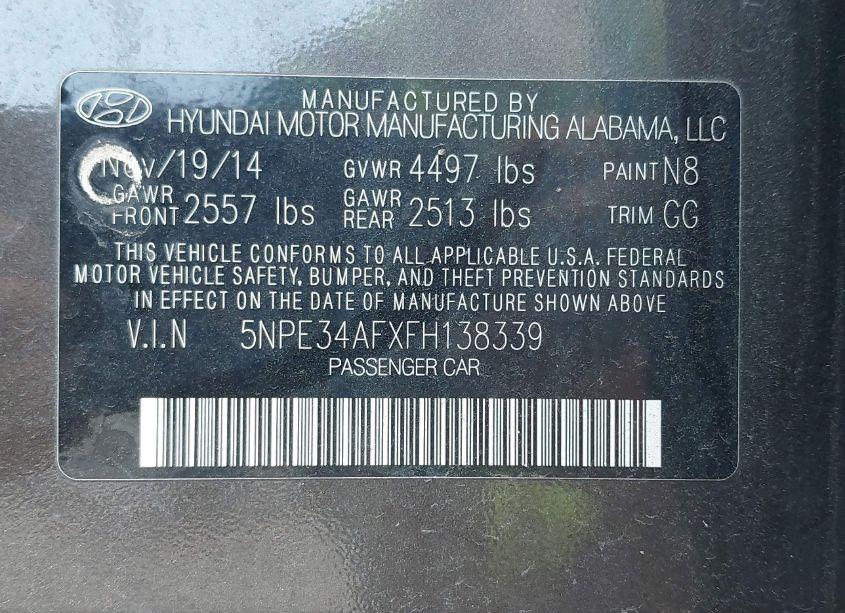 MANUFACTURED BY
HYUNDAI MOTOR MANUFACTURING ALABAMA, LLC
Nov/19/14 GVWR 4497 lbs PAINT N8
GAWR FRONT 2557 lbs GAWR REAR 2513 lbs TRIM GG
THIS VEHICLE CONFORMS TO ALL APPLICABLE U.S.A. FEDERAL
MOTOR VEHICLE SAFETY, BUMPER, AND THEFT PREVENTION STANDARDS
IN EFFECT ON THE DATE OF MANUFACTURE SHOWN ABOVE
V.I.N 5NPE34AFXFH138339
PASSENGER CAR